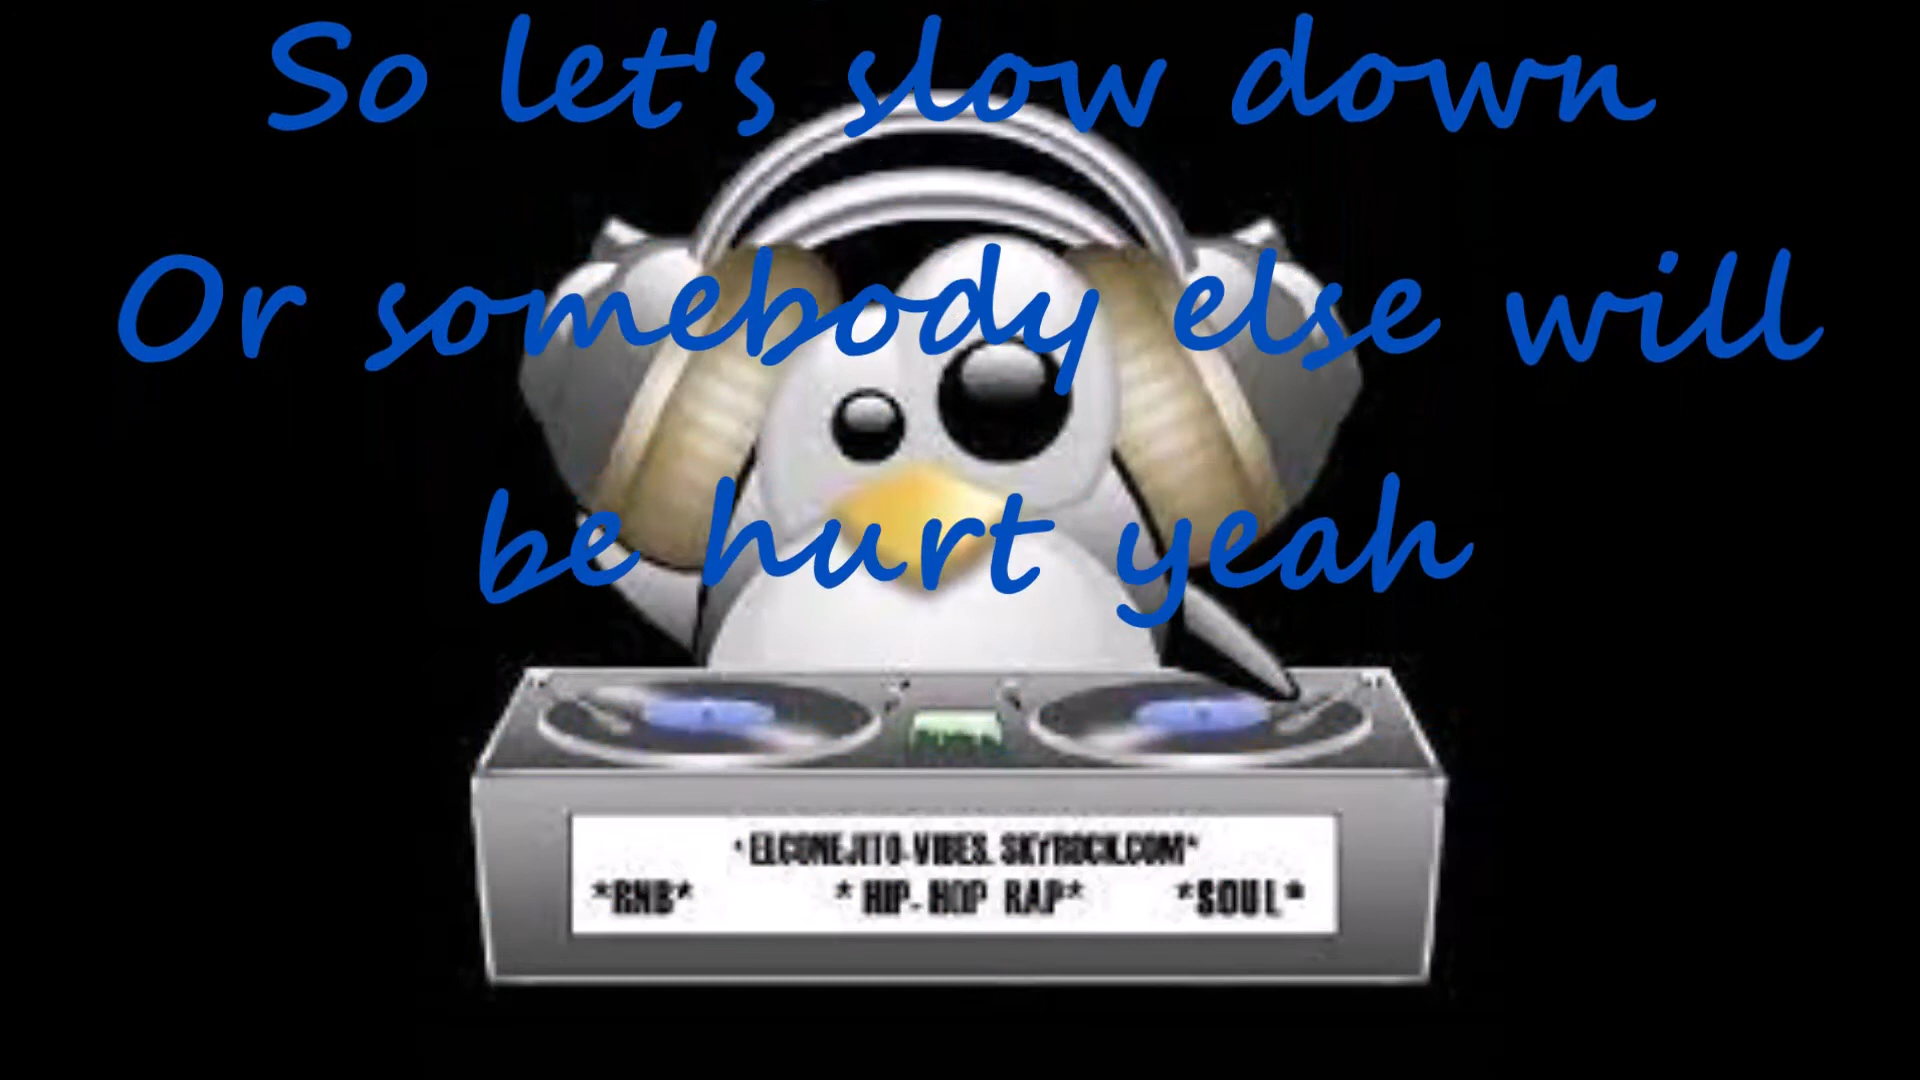 So let's slow down
Or somebody else will
be hurt yeah
*ELCONEJITO-VIBES.SKYROCK.COM*
*RNB* *HIP-HOP RAP* *SOUL*